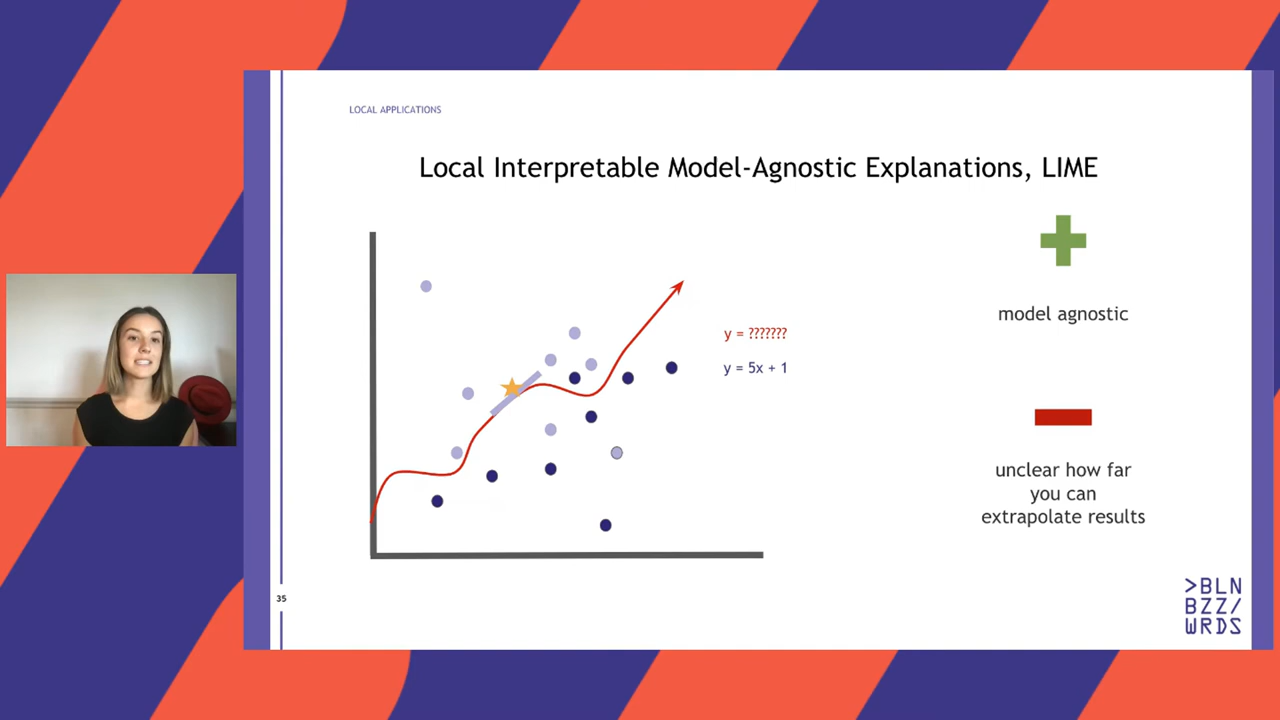 LOCAL APPLICATIONS
Local Interpretable Model-Agnostic Explanations, LIME
model agnostic
y = ???????
y = 5x + 1
unclear how far
you can
extrapolate results
35
>BLN
BZZ/
WRDS